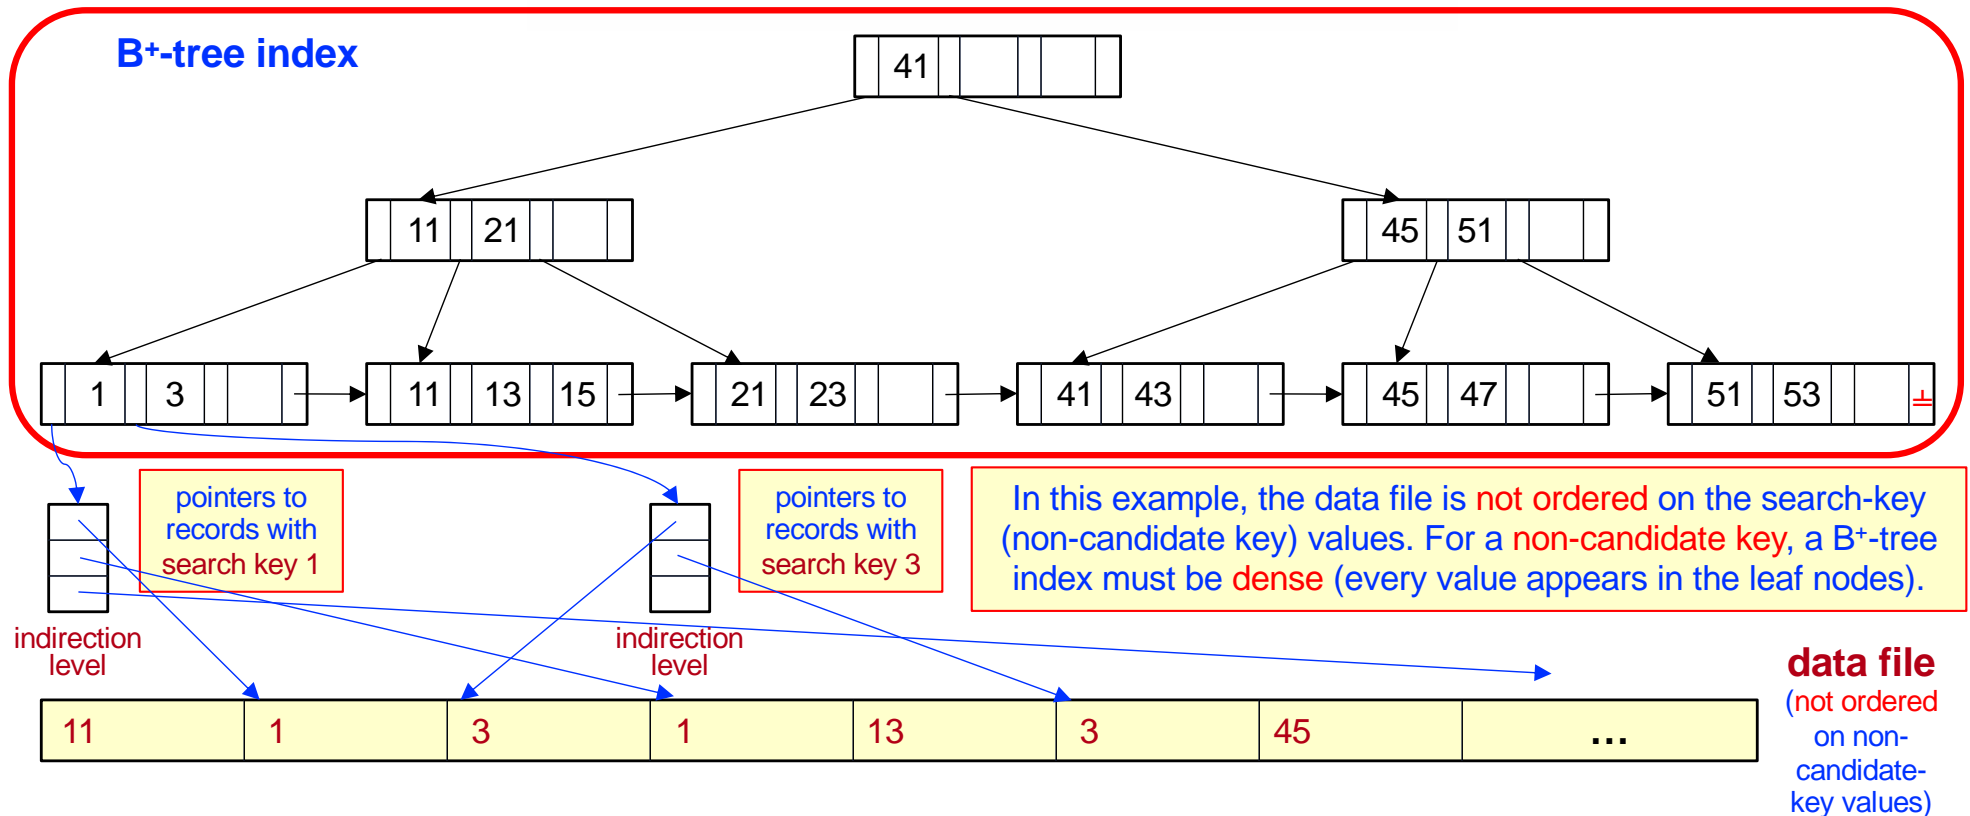 B⁺-tree index
41
11 21
45 51
1 3
11 13 15
21 23
41 43
45 47
51 53
pointers to
records with
search key 1
pointers to
records with
search key 3
In this example, the data file is not ordered on the search-key
(non-candidate key) values. For a non-candidate key, a B⁺-tree
index must be dense (every value appears in the leaf nodes).
indirection
level
indirection
level
data file
(not ordered
on non-
candidate-
key values)
11 1 3 1 13 3 45 ...